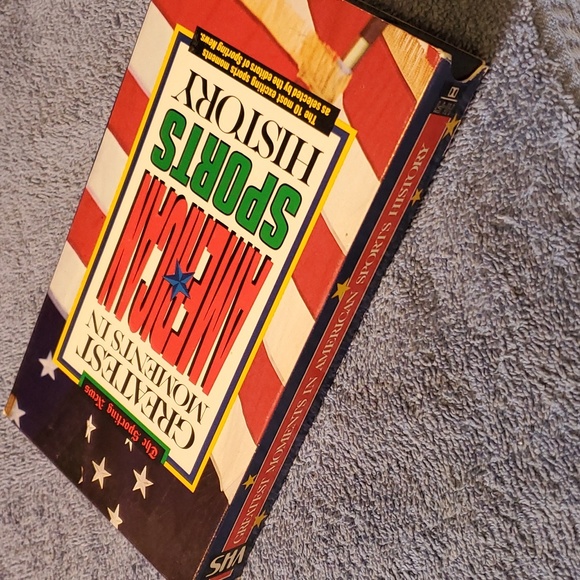 The Sporting News
GREATEST
MOMENTS IN
AMERICAN
SPORTS
HISTORY
The 10 most exciting sports moments
as selected by the editors of Sporting News.
VHS
GREATEST MOMENTS IN AMERICAN SPORTS HISTORY